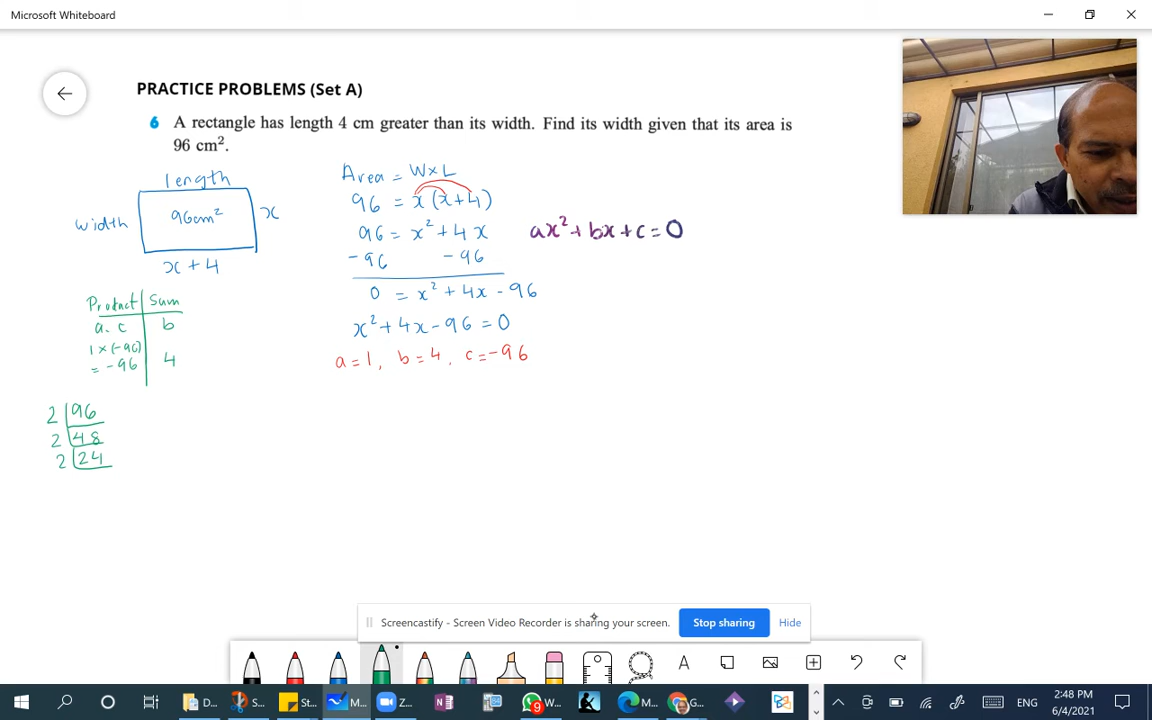 Microsoft Whiteboard
PRACTICE PROBLEMS (Set A)
6 A rectangle has length 4 cm greater than its width. Find its width given that its area is
96 cm².
length
width
96cm²
x
x + 4
Area = W×L
96 = x(x+4)
96 = x² + 4x
-96 -96
0 = x² + 4x - 96
x² + 4x - 96 = 0
a = 1, b = 4, c = -96
ax² + bx + c = 0
Product Sum
a.c b
1×(-96)
= -96 4
2 96
2 48
2 24
Screencastify - Screen Video Recorder is sharing your screen.
Stop sharing
Hide
A
D...
S...
St...
M...
Z...
9
W...
M...
G...
ENG
2:48 PM
6/4/2021